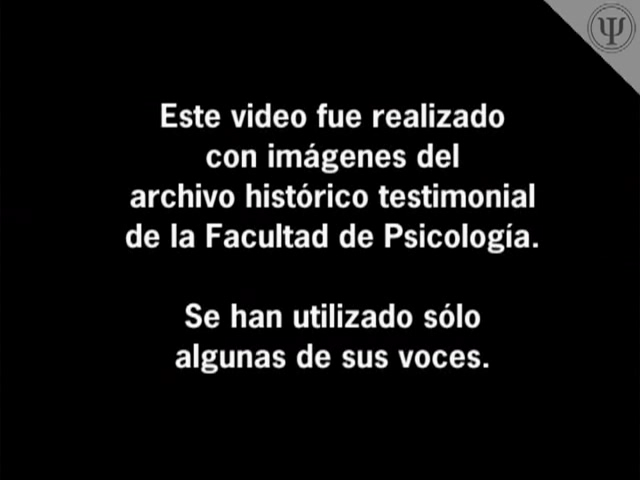 Ψ
Este video fue realizado
con imágenes del
archivo histórico testimonial
de la Facultad de Psicología.
Se han utilizado sólo
algunas de sus voces.